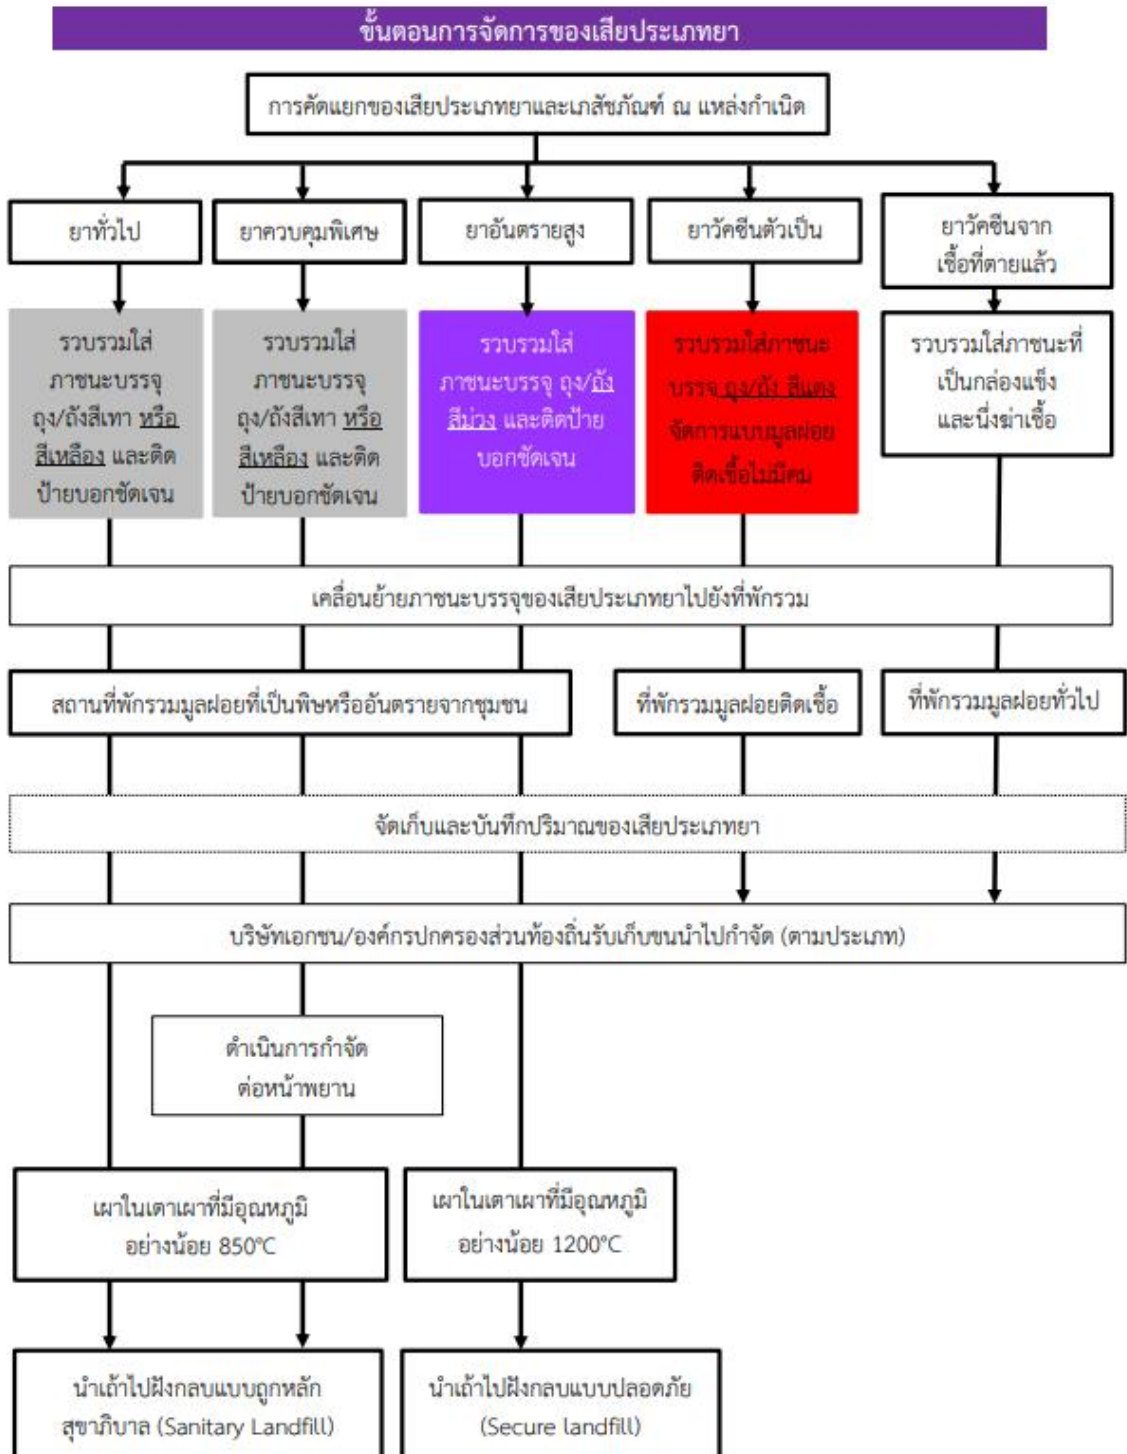 ขั้นตอนการจัดการของเสียประเภทยา
การคัดแยกของเสียประเภทยาและเภสัชภัณฑ์ ณ แหล่งกำเนิด
ยาทั่วไป
ยาควบคุมพิเศษ
ยาอันตรายสูง
ยาวัคซีนตัวเป็น
ยาวัคซีนจาก
เชื้อที่ตายแล้ว
รวบรวมใส่
ภาชนะบรรจุ
ถุง/ถังสีเทา หรือ
สีเหลือง และติด
ป้ายบอกชัดเจน
รวบรวมใส่
ภาชนะบรรจุ
ถุง/ถังสีเทา หรือ
สีเหลือง และติด
ป้ายบอกชัดเจน
รวบรวมใส่
ภาชนะบรรจุ ถุง/ถัง
สีม่วง และติดป้าย
บอกชัดเจน
รวบรวมใส่ภาชนะ
บรรจุ ถุง/ถัง สีแดง
จัดการแบบมูลฝอย
ติดเชื้อไม่มีคม
รวบรวมใส่ภาชนะที่
เป็นกล่องแข็ง
และนึ่งฆ่าเชื้อ
เคลื่อนย้ายภาชนะบรรจุของเสียประเภทยาไปยังที่พักรวม
สถานที่พักรวมมูลฝอยที่เป็นพิษหรืออันตรายจากชุมชน
ที่พักรวมมูลฝอยติดเชื้อ
ที่พักรวมมูลฝอยทั่วไป
จัดเก็บและบันทึกปริมาณของเสียประเภทยา
บริษัทเอกชน/องค์กรปกครองส่วนท้องถิ่นรับเก็บขนนำไปกำจัด (ตามประเภท)
ดำเนินการกำจัด
ต่อหน้าพยาน
เผาในเตาเผาที่มีอุณหภูมิ
อย่างน้อย 850°C
เผาในเตาเผาที่มีอุณหภูมิ
อย่างน้อย 1200°C
นำเถ้าไปฝังกลบแบบถูกหลัก
สุขาภิบาล (Sanitary Landfill)
นำเถ้าไปฝังกลบแบบปลอดภัย
(Secure landfill)